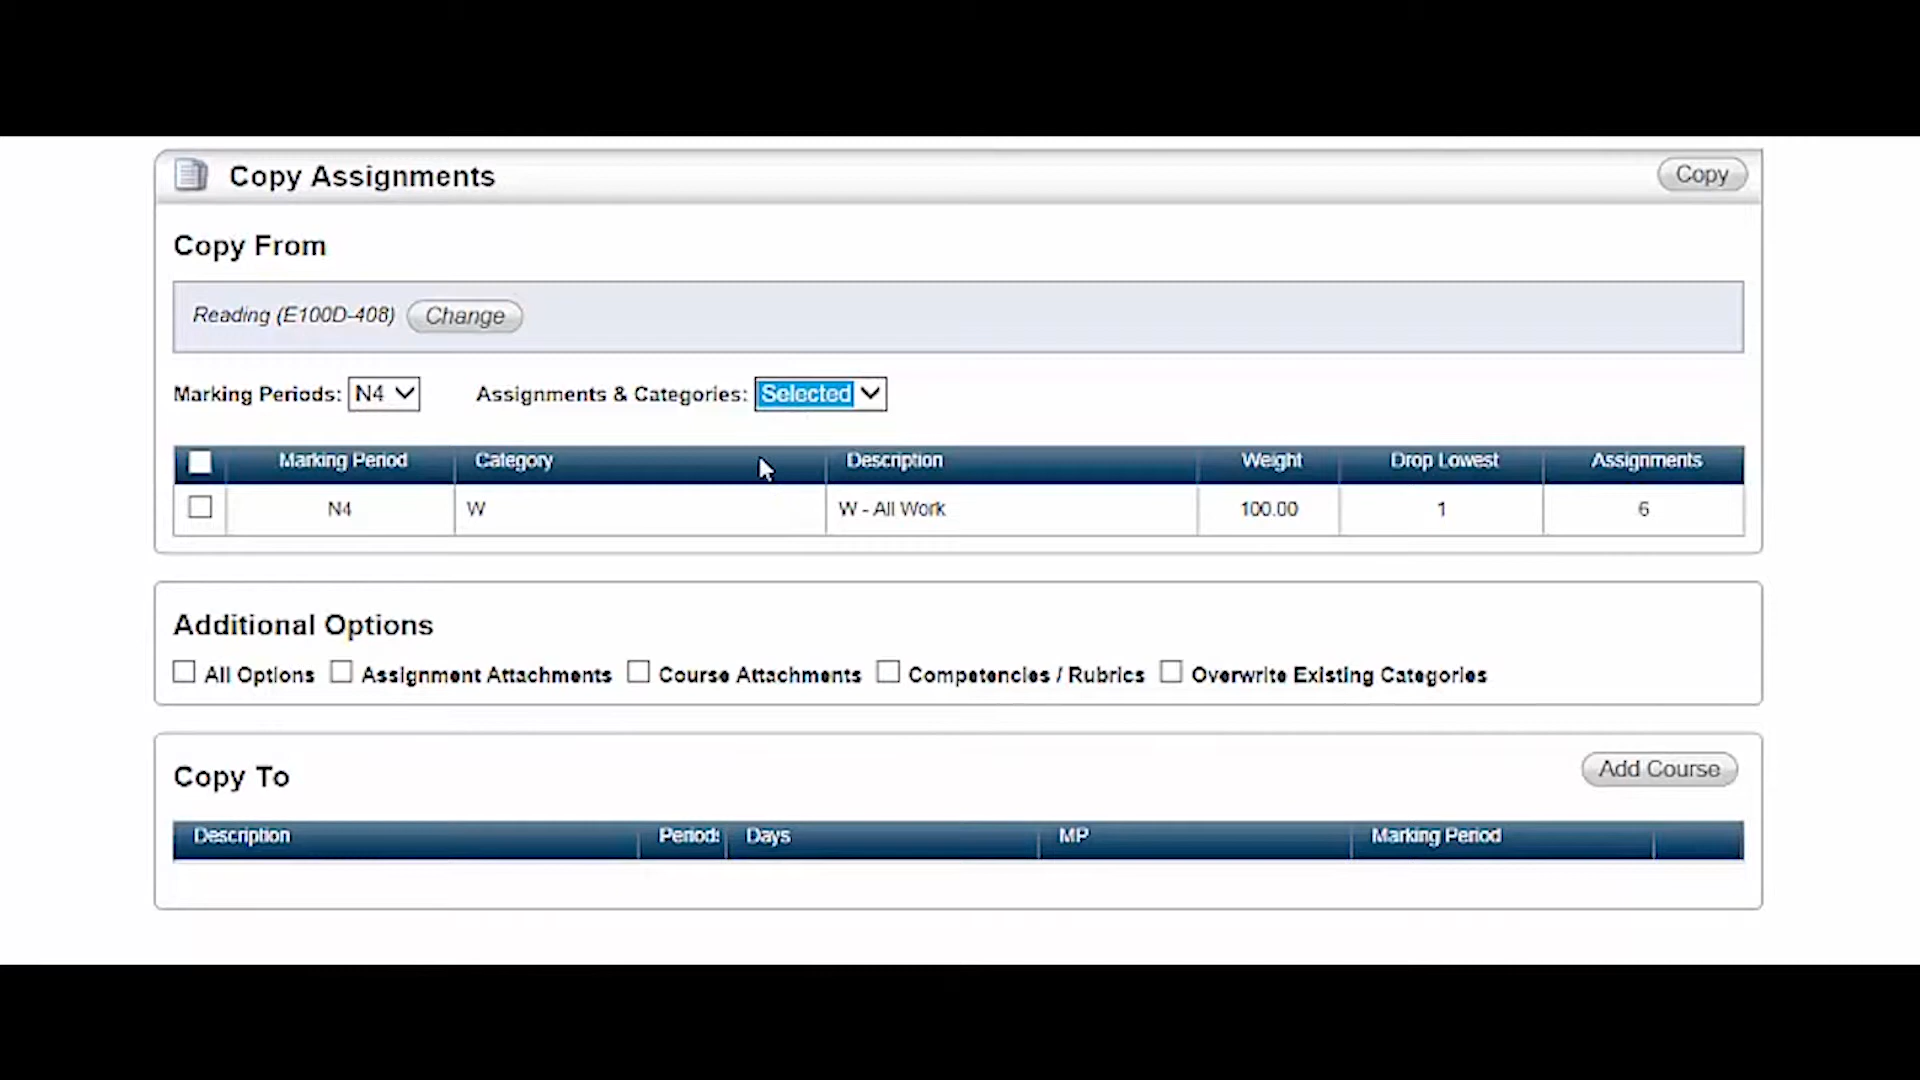 Copy Assignments Copy
Copy From
Reading (E100D-408) Change
Marking Periods: N4 Assignments & Categories: Selected
Marking Period Category Description Weight Drop Lowest Assignments
N4 W W - All Work 100.00 1 6
Additional Options
All Options Assignment Attachments Course Attachments Competencies / Rubrics Overwrite Existing Categories
Copy To Add Course
Description Period: Days MP Marking Period